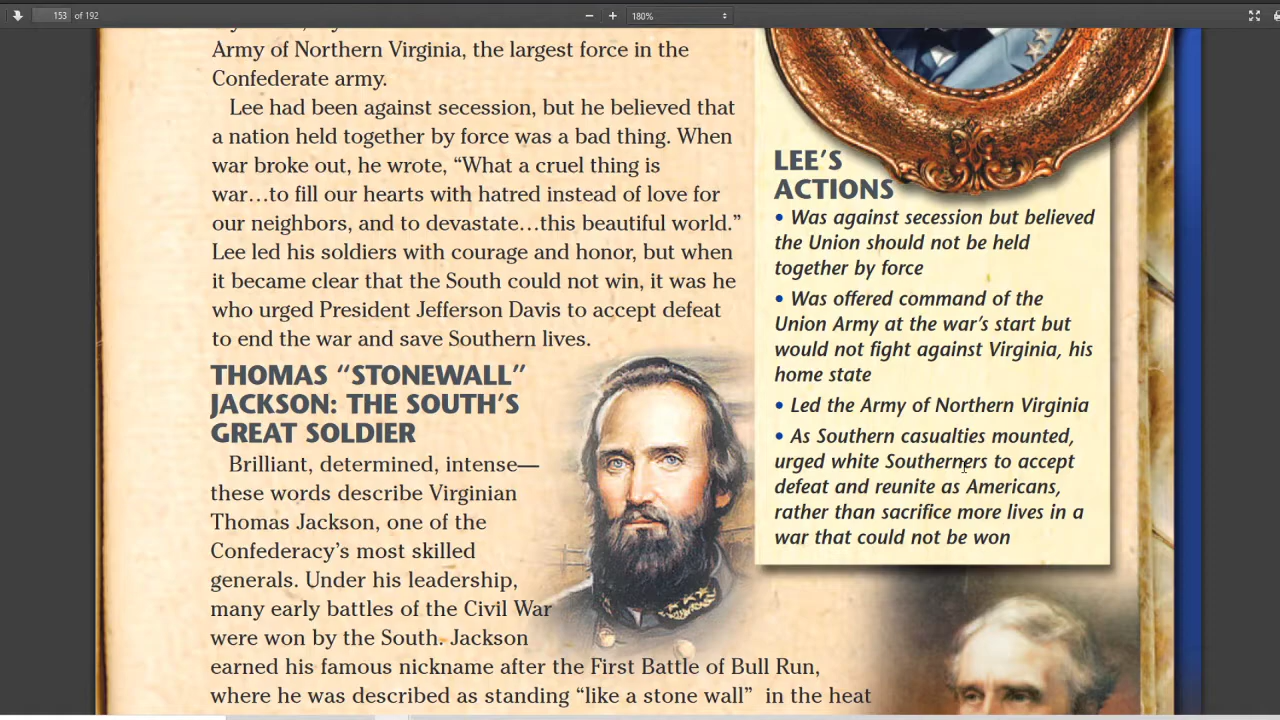 153 of 192
180%
Army of Northern Virginia, the largest force in the
Confederate army.
Lee had been against secession, but he believed that
a nation held together by force was a bad thing. When
war broke out, he wrote, “What a cruel thing is
war…to fill our hearts with hatred instead of love for
our neighbors, and to devastate…this beautiful world.”
Lee led his soldiers with courage and honor, but when
it became clear that the South could not win, it was he
who urged President Jefferson Davis to accept defeat
to end the war and save Southern lives.
THOMAS “STONEWALL”
JACKSON: THE SOUTH’S
GREAT SOLDIER
Brilliant, determined, intense—
these words describe Virginian
Thomas Jackson, one of the
Confederacy’s most skilled
generals. Under his leadership,
many early battles of the Civil War
were won by the South. Jackson
earned his famous nickname after the First Battle of Bull Run,
where he was described as standing “like a stone wall” in the heat
LEE’S
ACTIONS
• Was against secession but believed
the Union should not be held
together by force
• Was offered command of the
Union Army at the war’s start but
would not fight against Virginia, his
home state
• Led the Army of Northern Virginia
• As Southern casualties mounted,
urged white Southerners to accept
defeat and reunite as Americans,
rather than sacrifice more lives in a
war that could not be won